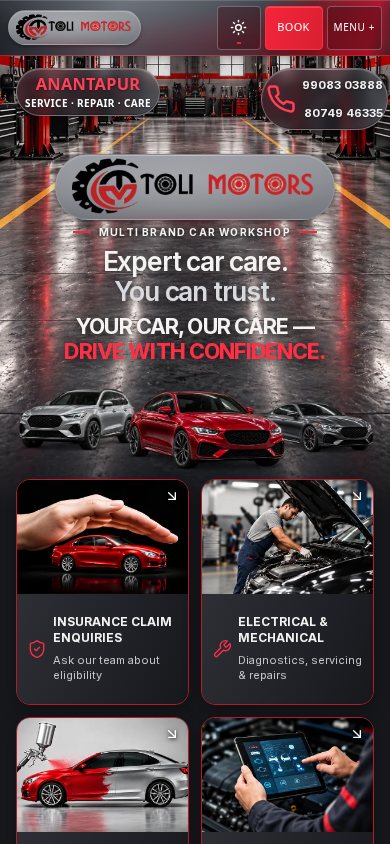 TOLI MOTORS
BOOK
MENU +
ANANTAPUR
SERVICE · REPAIR · CARE
99083 03888
80749 46335
TOLI MOTORS
MULTI BRAND CAR WORKSHOP
Expert car care.
You can trust.
YOUR CAR, OUR CARE —
DRIVE WITH CONFIDENCE.
INSURANCE CLAIM
ENQUIRIES
Ask our team about
eligibility
ELECTRICAL &
MECHANICAL
Diagnostics, servicing
& repairs